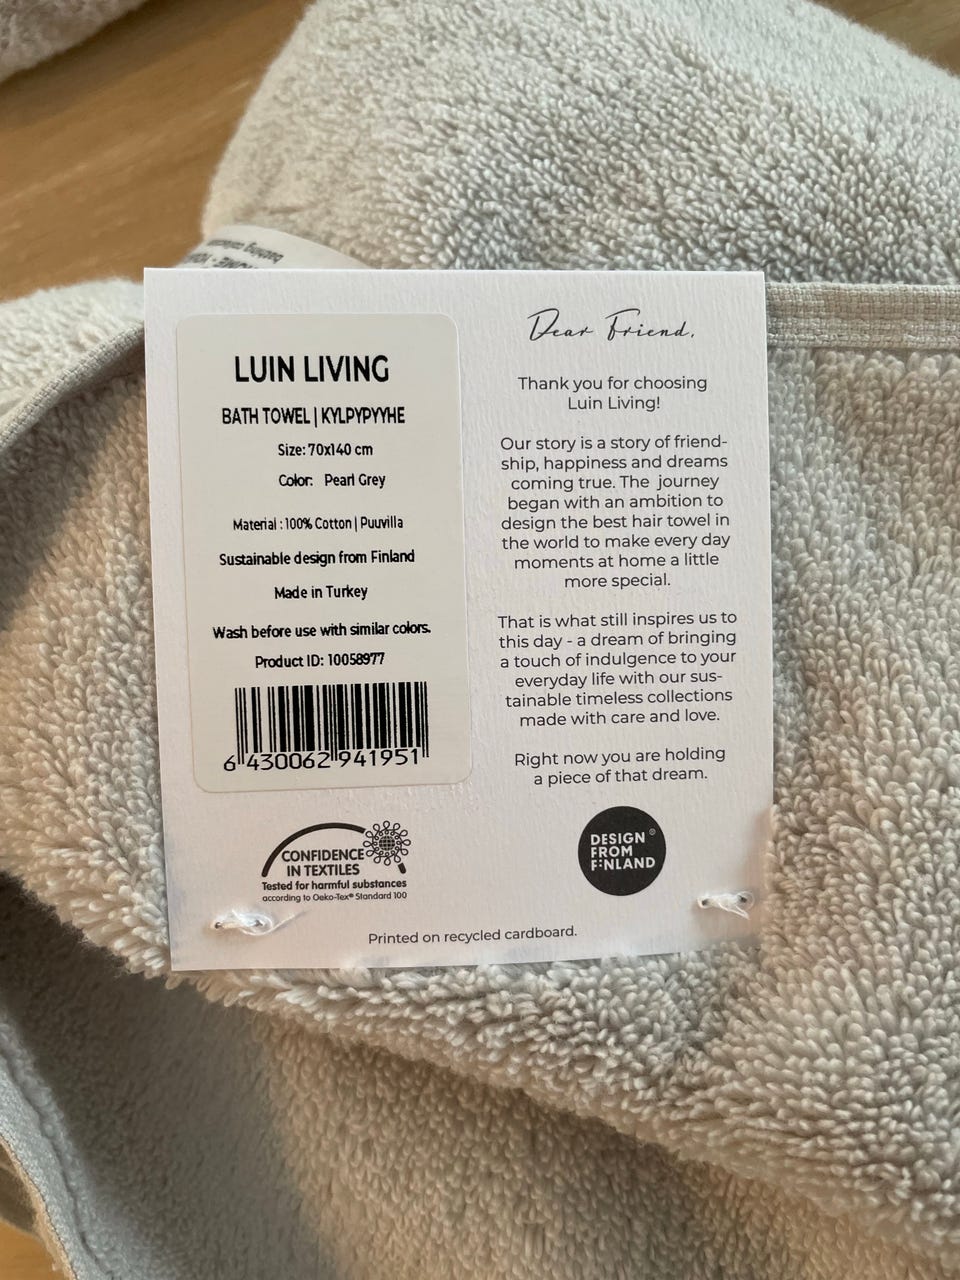 LUIN LIVING
BATH TOWEL | KYLPYPYYHE
Size: 70x140 cm
Color: Pearl Grey
Material : 100% Cotton | Puuvilla
Sustainable design from Finland
Made in Turkey
Wash before use with similar colors.
Product ID: 10058977
6 430062 941951
CONFIDENCE
IN TEXTILES
Tested for harmful substances
according to Oeko-Tex® Standard 100
Dear Friend,
Thank you for choosing
Luin Living!
Our story is a story of friend-
ship, happiness and dreams
coming true. The journey
began with an ambition to
design the best hair towel in
the world to make every day
moments at home a little
more special.
That is what still inspires us to
this day - a dream of bringing
a touch of indulgence to your
everyday life with our sus-
tainable timeless collections
made with care and love.
Right now you are holding
a piece of that dream.
DESIGN ®
FROM
FINLAND
Printed on recycled cardboard.